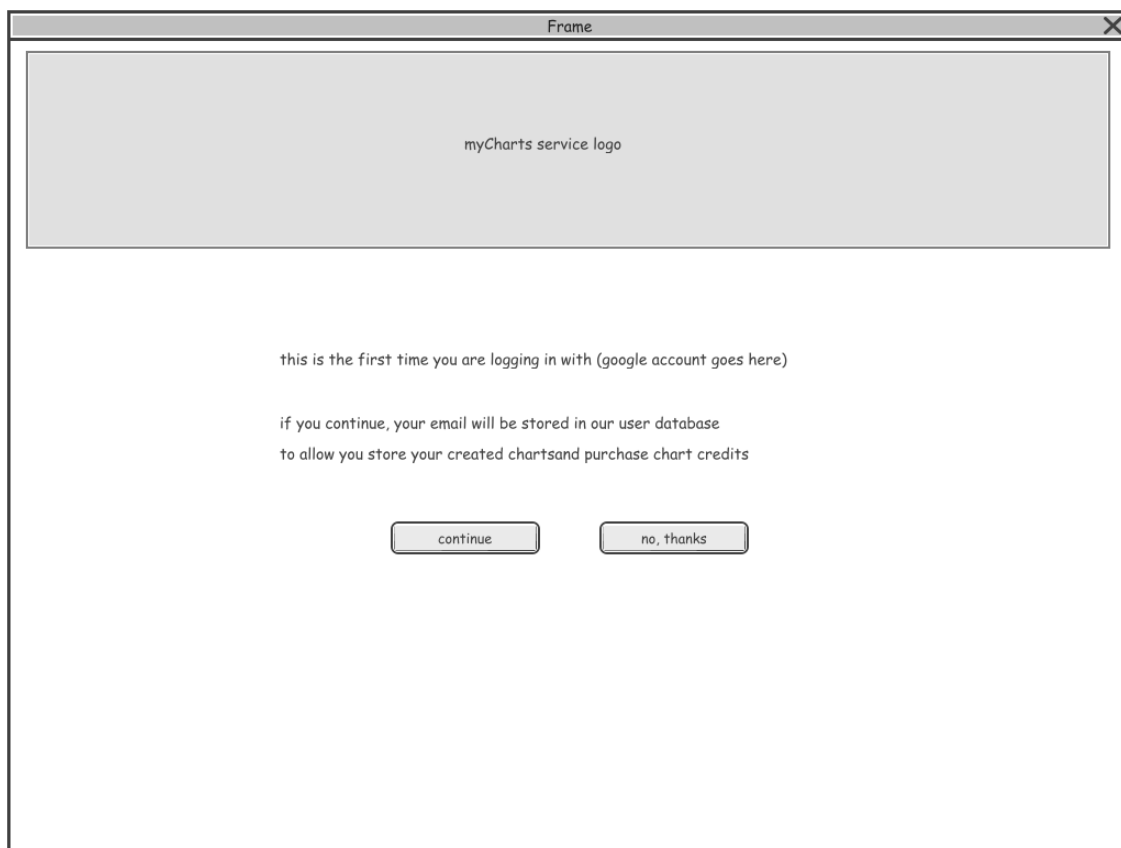 Frame
myCharts service logo
this is the first time you are logging in with (google account goes here)
if you continue, your email will be stored in our user database
to allow you store your created chartsand purchase chart credits
continue
no, thanks